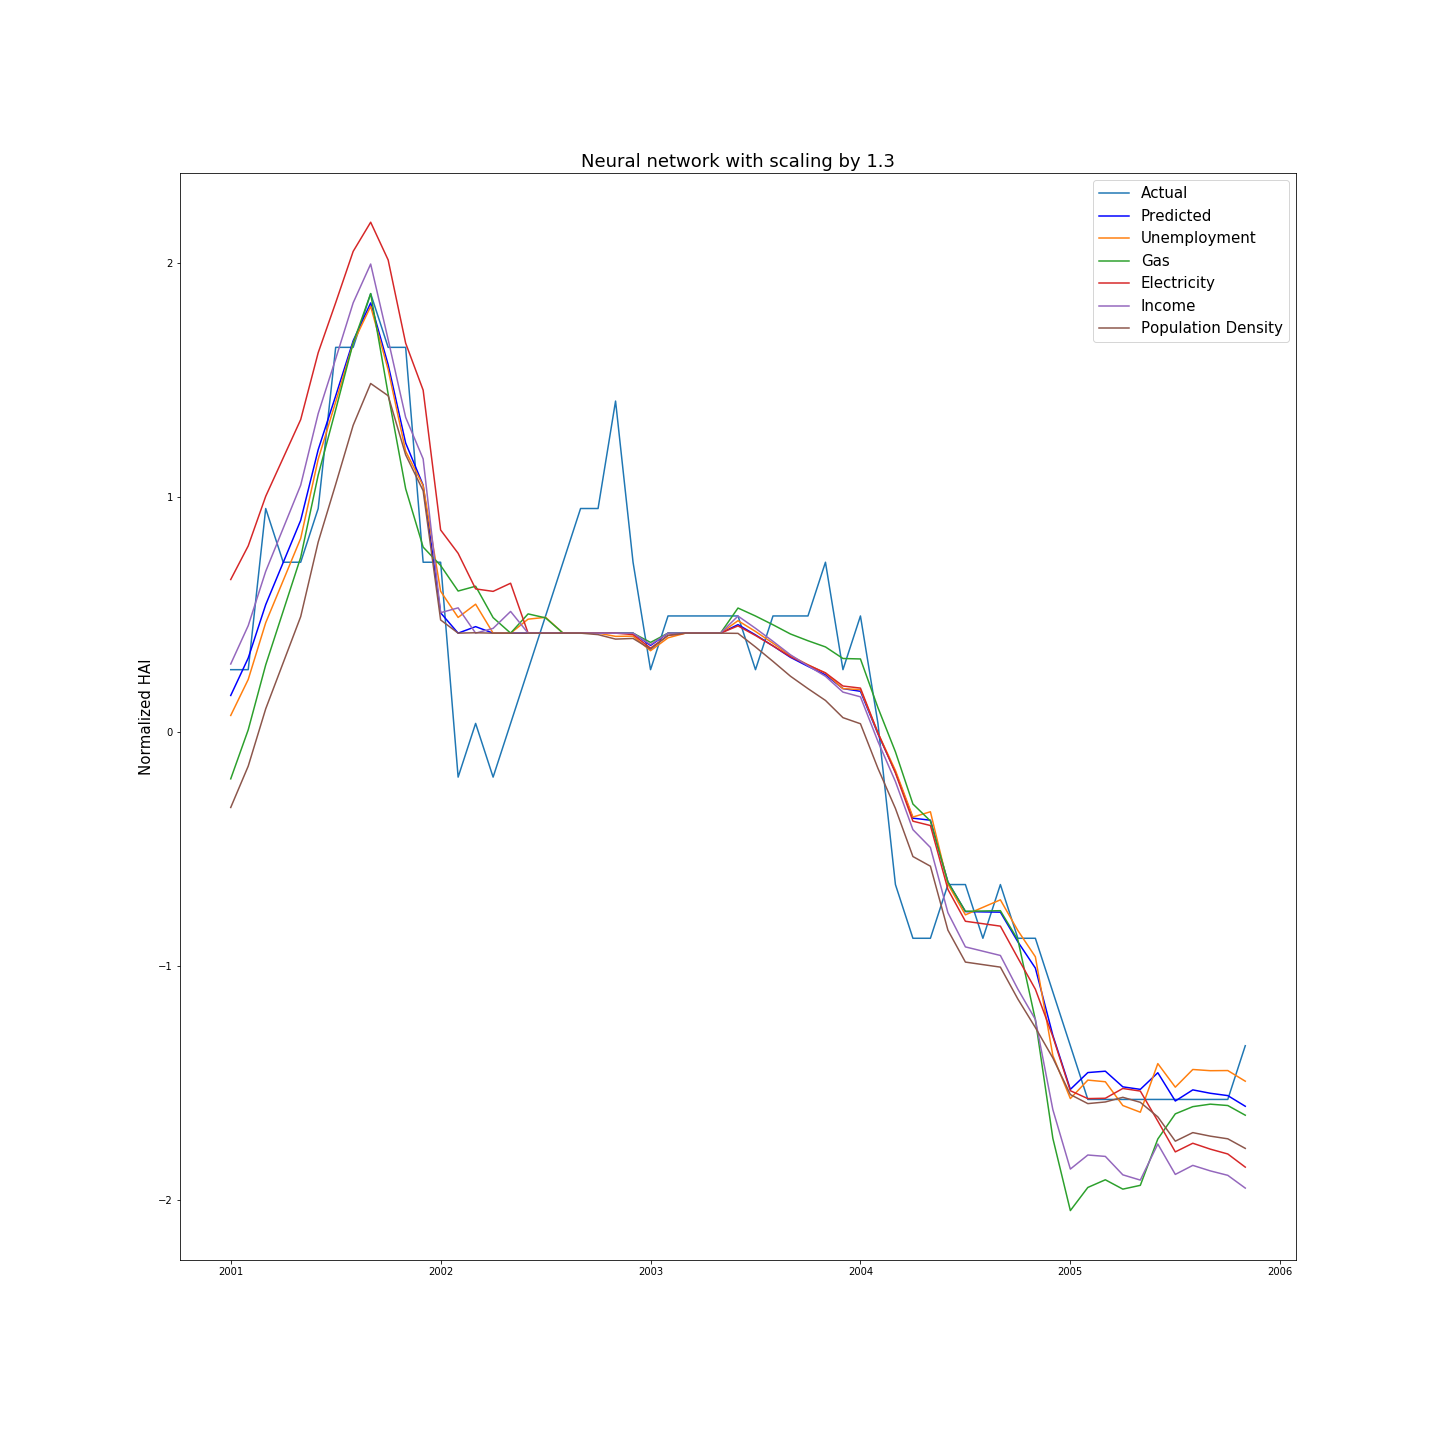 Neural network with scaling by 1.3
Actual
Predicted
Unemployment
Gas
Electricity
Income
Population Density
Normalized HAI
2
1
0
−1
−2
2001 2002 2003 2004 2005 2006